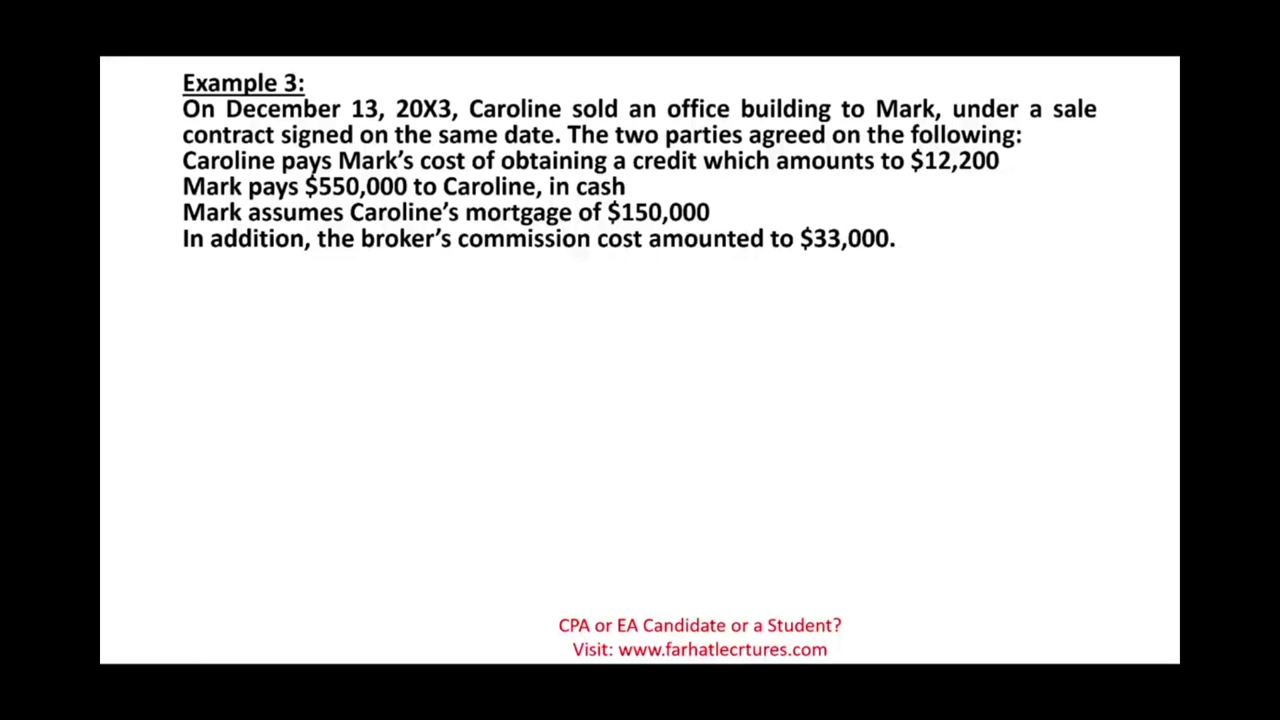 Example 3:
On December 13, 20X3, Caroline sold an office building to Mark, under a sale
contract signed on the same date. The two parties agreed on the following:
Caroline pays Mark’s cost of obtaining a credit which amounts to $12,200
Mark pays $550,000 to Caroline, in cash
Mark assumes Caroline’s mortgage of $150,000
In addition, the broker’s commission cost amounted to $33,000.
CPA or EA Candidate or a Student?
Visit: www.farhatlecrtures.com